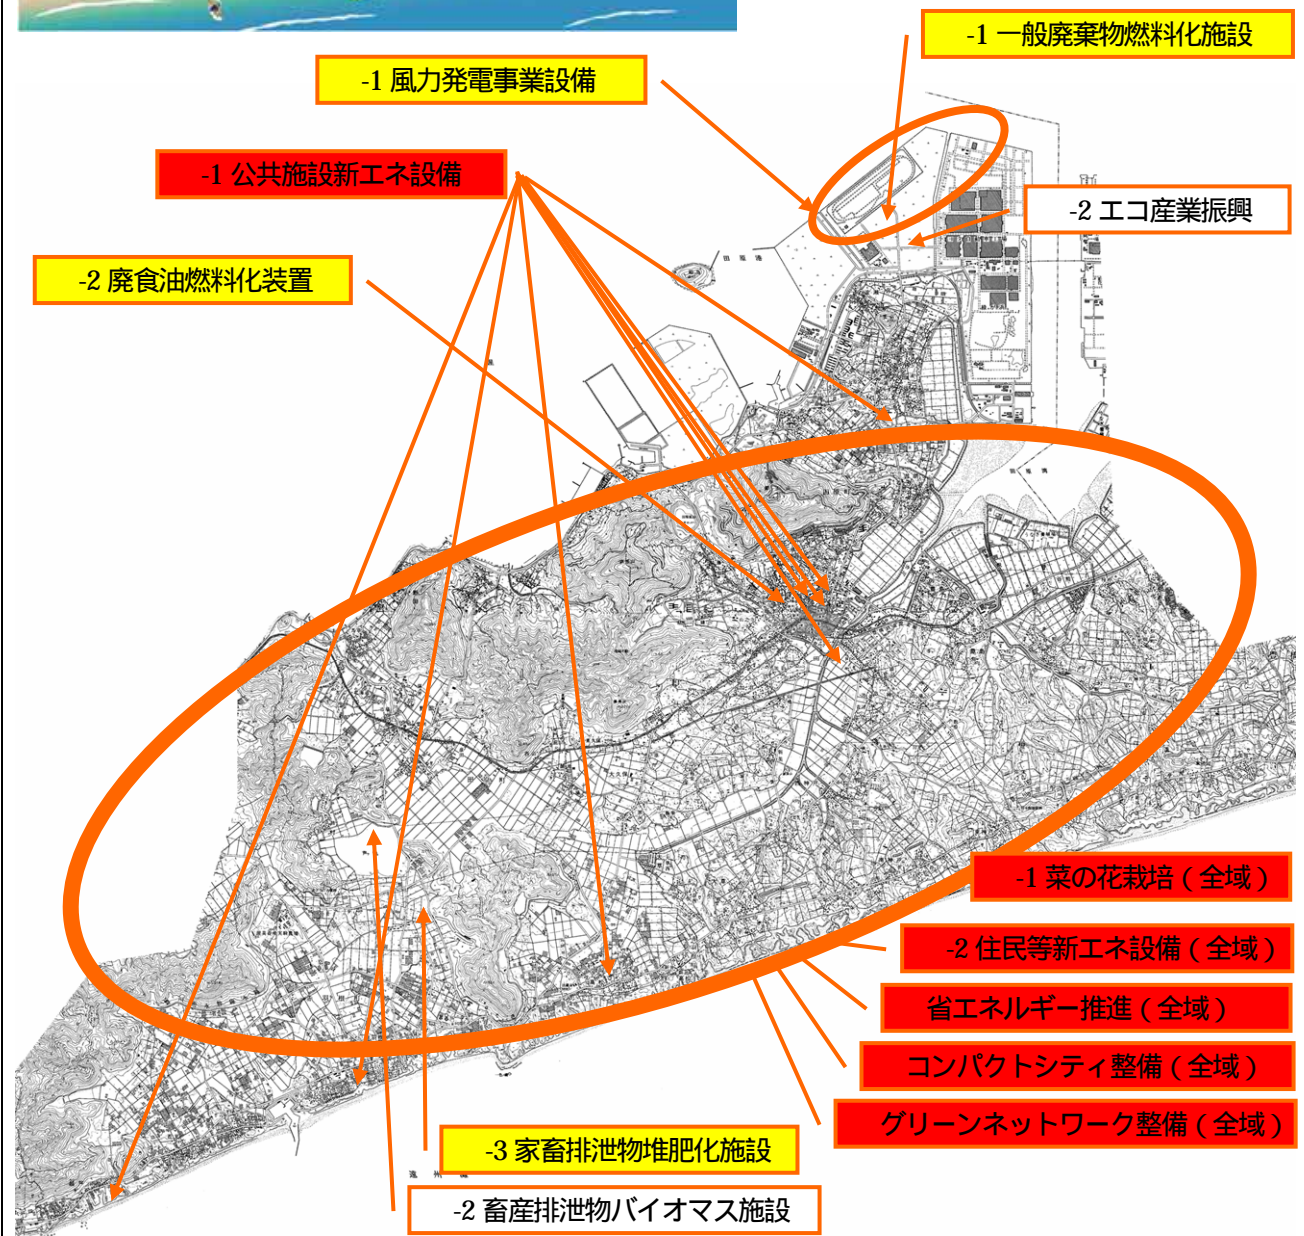 -1 一般廃棄物燃料化施設
-1 風力発電事業設備
-1 公共施設新エネ設備
-2 エコ産業振興
-2 廃食油燃料化装置
-1 菜の花栽培（全域）
-2 住民等新エネ設備（全域）
省エネルギー推進（全域）
コンパクトシティ整備（全域）
グリーンネットワーク整備（全域）
-3 家畜排泄物堆肥化施設
-2 畜産排泄物バイオマス施設